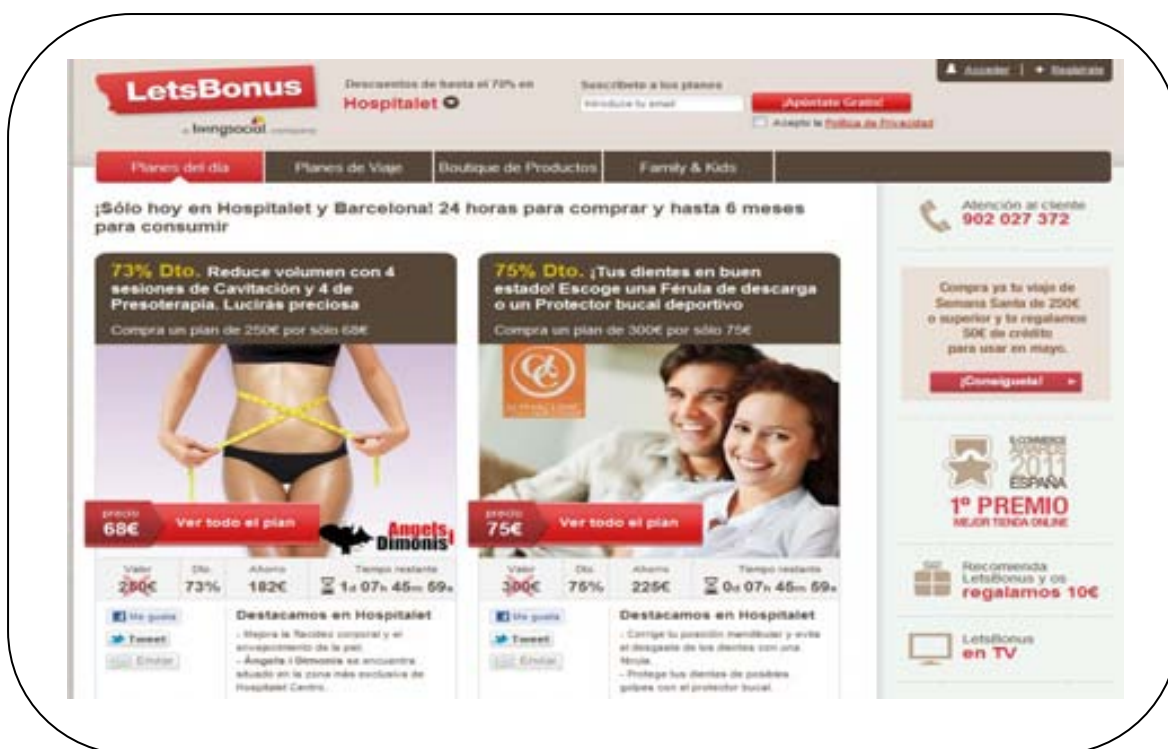 LetsBonus
a livingsocial company
Descuentos de hasta el 70% en
Hospitalet
Suscríbete a los planes
Introduce tu email
¡Apúntate Gratis!
Acepto la Política de Privacidad
Acceder | + Regístrate
Planes del día
Planes de Viaje
Boutique de Productos
Family & Kids
¡Sólo hoy en Hospitalet y Barcelona! 24 horas para comprar y hasta 6 meses
para consumir
73% Dto. Reduce volumen con 4
sesiones de Cavitación y 4 de
Presoterapia. Lucirás preciosa
Compra un plan de 250€ por sólo 68€
precio
68€
Ver todo el plan
Angels i
Dimonis
Valor Dto. Ahorro Tiempo restante
250€ 73% 182€ 1d 07h 45m 59s
Me gusta
Tweet
Enviar
Destacamos en Hospitalet
- Mejora la flacidez corporal y el
envejecimiento de la piel.
- Àngels i Dimonis se encuentra
situado en la zona más exclusiva de
Hospitalet Centro.
75% Dto. ¡Tus dientes en buen
estado! Escoge una Férula de descarga
o un Protector bucal deportivo
Compra un plan de 300€ por sólo 75€
precio
75€
Ver todo el plan
Valor Dto. Ahorro Tiempo restante
300€ 75% 225€ 0d 07h 45m 59s
Me gusta
Tweet
Enviar
Destacamos en Hospitalet
- Corrige tu posición mandibular y evita
el desgaste de los dientes con una
férula.
- Protege tus dientes de posibles
golpes con el protector bucal.
Atención al cliente
902 027 372
Compra ya tu viaje de
Semana Santa de 250€
o superior y te regalamos
50€ de crédito
para usar en mayo.
¡Consíguelo!
E-COMMERCE
AWARDS
2011
ESPAÑA
1º PREMIO
MEJOR TIENDA ONLINE
Recomienda
LetsBonus y os
regalamos 10€
LetsBonus
en TV